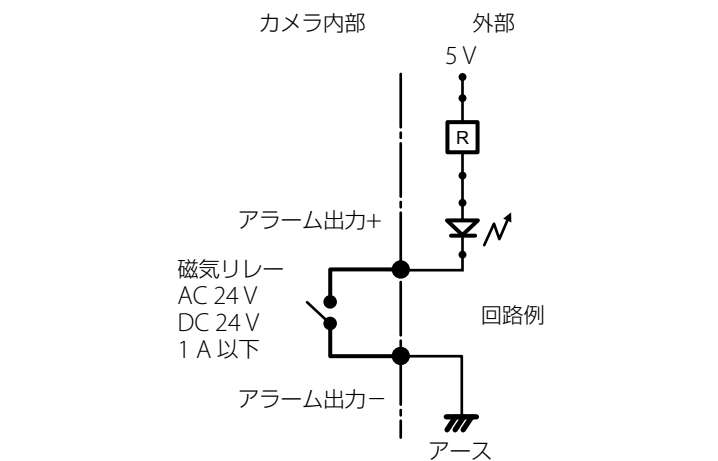 カメラ内部
外部
5 V
R
アラーム出力+
磁気リレー
AC 24 V
DC 24 V
1 A 以下
回路例
アラーム出力−
アース